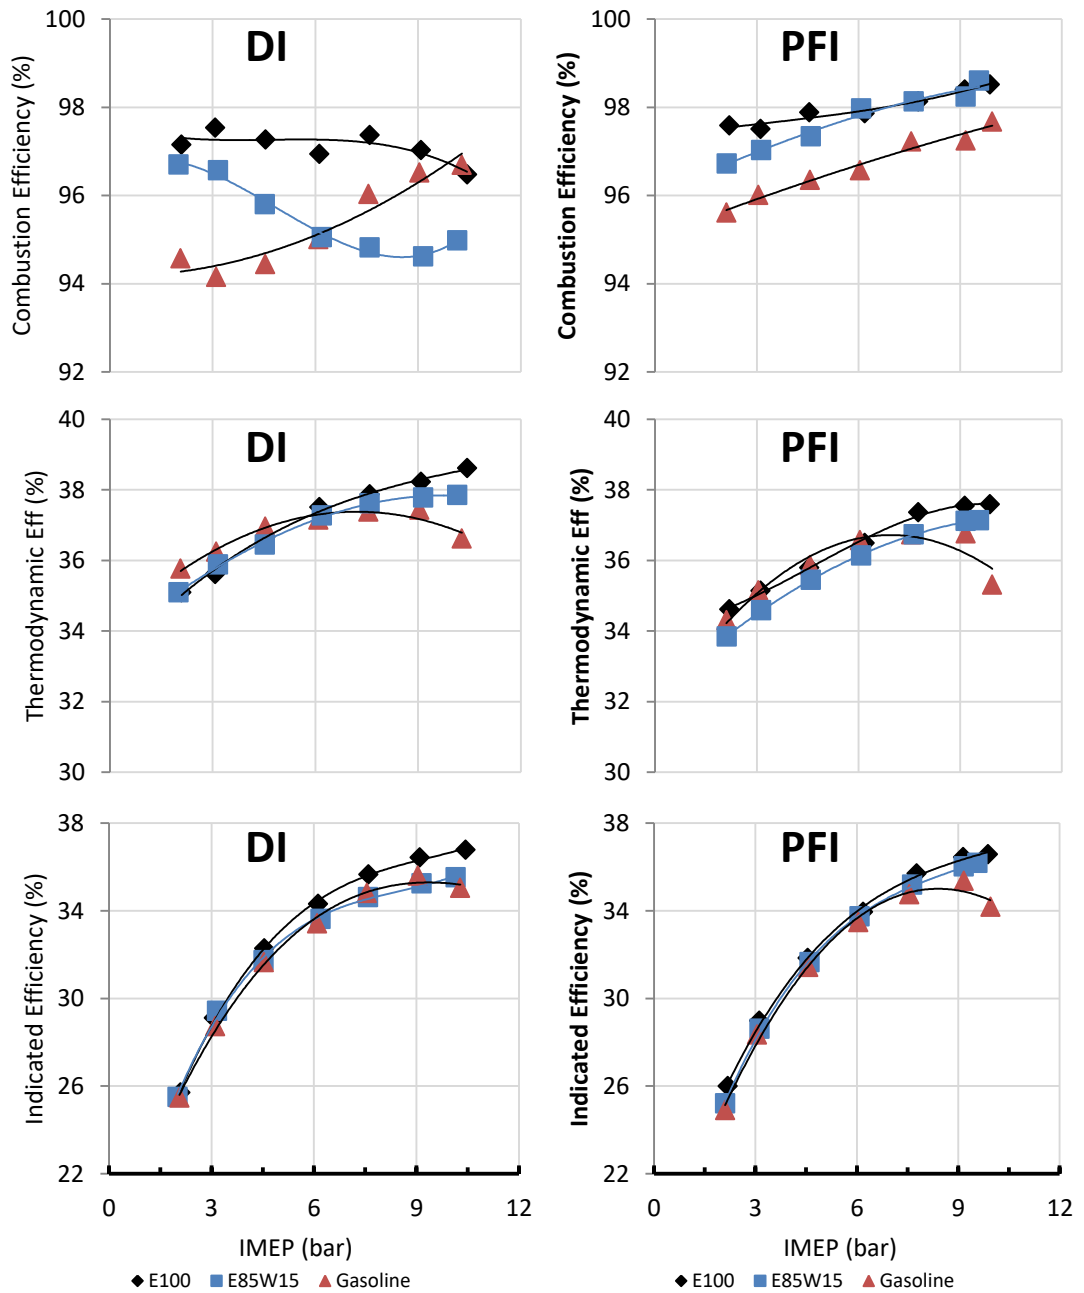 DI
Combustion Efficiency (%)
100
98
96
94
92
PFI
Combustion Efficiency (%)
100
98
96
94
92
DI
Thermodynamic Eff (%)
40
38
36
34
32
30
PFI
Thermodynamic Eff (%)
40
38
36
34
32
30
DI
Indicated Efficiency (%)
38
34
30
26
22
0 3 6 9 12
IMEP (bar)
E100 E85W15 Gasoline
PFI
Indicated Efficiency (%)
38
34
30
26
22
0 3 6 9 12
IMEP (bar)
E100 E85W15 Gasoline